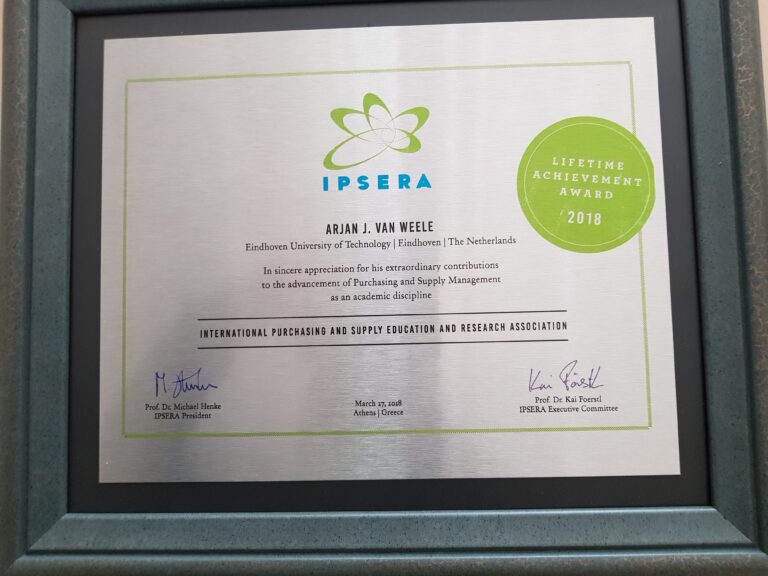 IPSERA
LIFETIME
ACHIEVEMENT
AWARD
2018
ARJAN J. VAN WEELE
Eindhoven University of Technology | Eindhoven | The Netherlands
In sincere appreciation for his extraordinary contributions
to the advancement of Purchasing and Supply Management
as an academic discipline
INTERNATIONAL PURCHASING AND SUPPLY EDUCATION AND RESEARCH ASSOCIATION
Prof. Dr. Michael Henke
IPSERA President
March 27, 2018
Athens | Greece
Kai Foerstl
Prof. Dr. Kai Foerstl
IPSERA Executive Committee